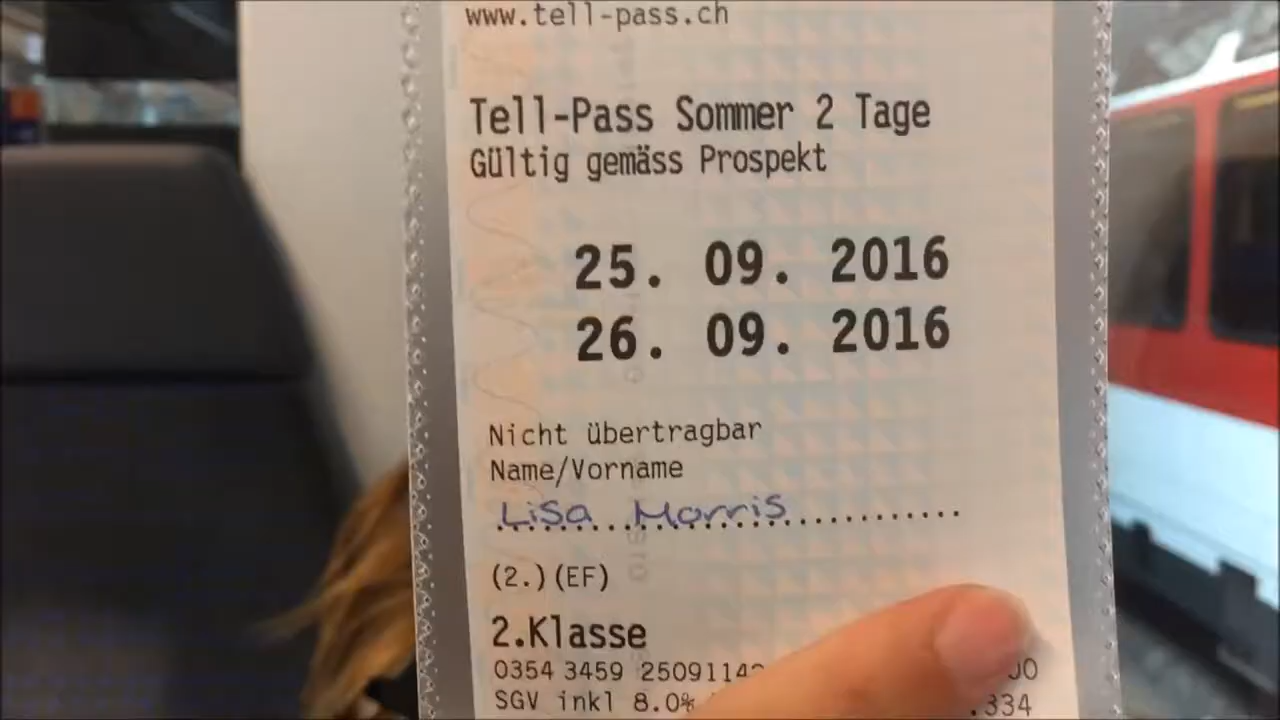 www.tell-pass.ch
Tell-Pass Sommer 2 Tage
Gültig gemäss Prospekt
25. 09. 2016
26. 09. 2016
Nicht übertragbar
Name/Vorname
Lisa Morris
(2.)(EF)
2.Klasse
0354 3459
SGV inkl 8.0%